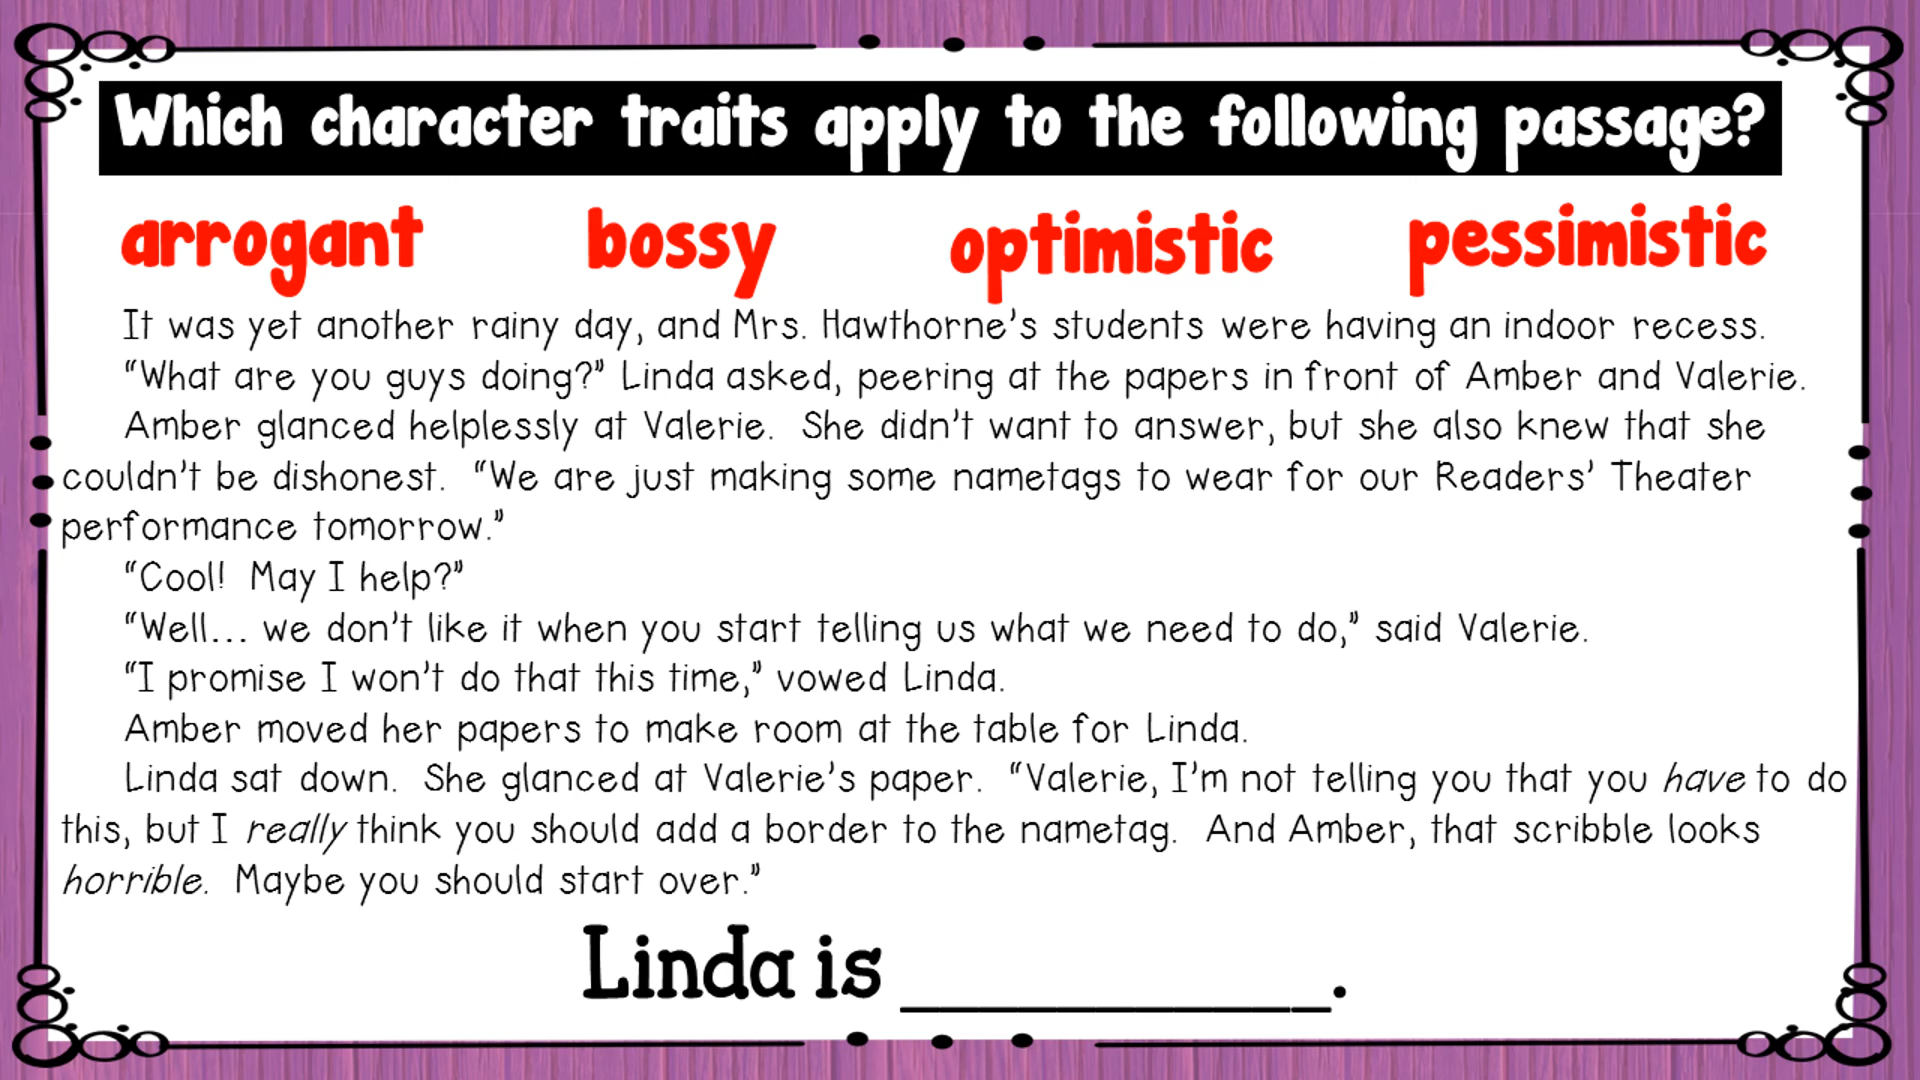 Which character traits apply to the following passage?
arrogant bossy optimistic pessimistic
It was yet another rainy day, and Mrs. Hawthorne's students were having an indoor recess.
"What are you guys doing?" Linda asked, peering at the papers in front of Amber and Valerie.
Amber glanced helplessly at Valerie. She didn't want to answer, but she also knew that she
couldn't be dishonest. "We are just making some nametags to wear for our Readers' Theater
performance tomorrow."
"Cool! May I help?"
"Well... we don't like it when you start telling us what we need to do," said Valerie.
"I promise I won't do that this time," vowed Linda.
Amber moved her papers to make room at the table for Linda.
Linda sat down. She glanced at Valerie's paper. "Valerie, I'm not telling you that you have to do
this, but I really think you should add a border to the nametag. And Amber, that scribble looks
horrible. Maybe you should start over."
Linda is ___________.